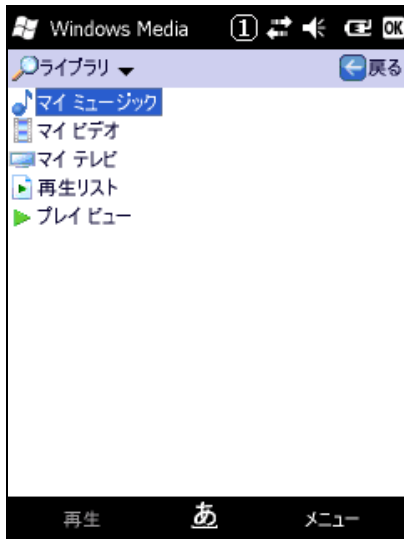 Windows Media ① OK
ライブラリ 戻る
マイ ミュージック
マイ ビデオ
マイ テレビ
再生リスト
プレイ ビュー
再生 あ メニュー